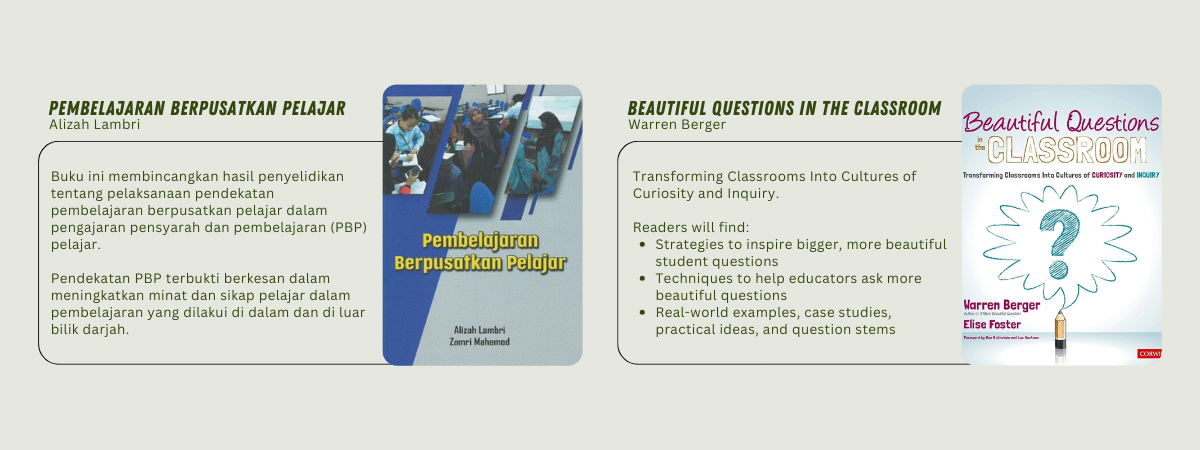 PEMBELAJARAN BERPUSATKAN PELAJAR
Alizah Lambri
Buku ini membincangkan hasil penyelidikan
tentang pelaksanaan pendekatan
pembelajaran berpusatkan pelajar dalam
pengajaran pensyarah dan pembelajaran (PBP)
pelajar.
Pendekatan PBP terbukti berkesan dalam
meningkatkan minat dan sikap pelajar dalam
pembelajaran yang dilakui di dalam dan di luar
bilik darjah.
Pembelajaran
Berpusatkan Pelajar
Alizah Lambri
Zamri Mahamod
BEAUTIFUL QUESTIONS IN THE CLASSROOM
Warren Berger
Transforming Classrooms Into Cultures of
Curiosity and Inquiry.
Readers will find:
• Strategies to inspire bigger, more beautiful
student questions
• Techniques to help educators ask more
beautiful questions
• Real-world examples, case studies,
practical ideas, and question stems
Beautiful Questions
in the CLASSROOM
Transforming Classrooms Into Cultures of CURIOSITY and INQUIRY
?
Warren Berger
Author of A More Beautiful Question
Elise Foster
Foreword by Dan Rothstein and Luz Santana
CORWI